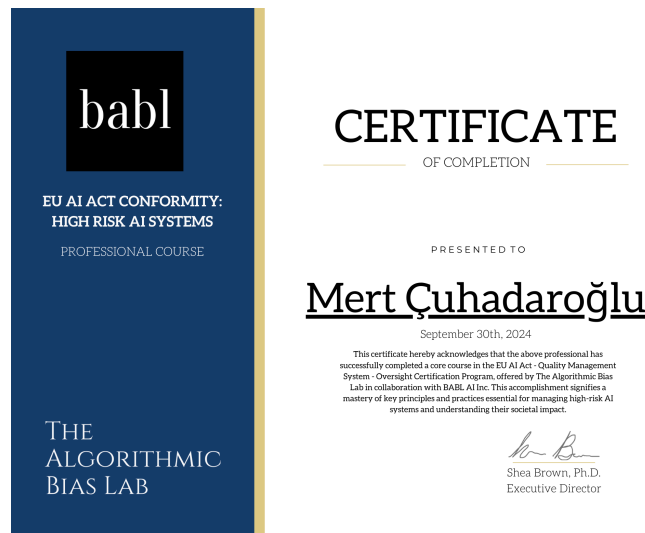 babl
EU AI ACT CONFORMITY:
HIGH RISK AI SYSTEMS
PROFESSIONAL COURSE
THE
ALGORITHMIC
BIAS LAB
CERTIFICATE
OF COMPLETION
PRESENTED TO
Mert Çuhadaroğlu
September 30th, 2024
This certificate hereby acknowledges that the above professional has
successfully completed a core course in the EU AI Act - Quality Management
System - Oversight Certification Program, offered by The Algorithmic Bias
Lab in collaboration with BABL AI Inc. This accomplishment signifies a
mastery of key principles and practices essential for managing high-risk AI
systems and understanding their societal impact.
Shea Brown, Ph.D.
Executive Director